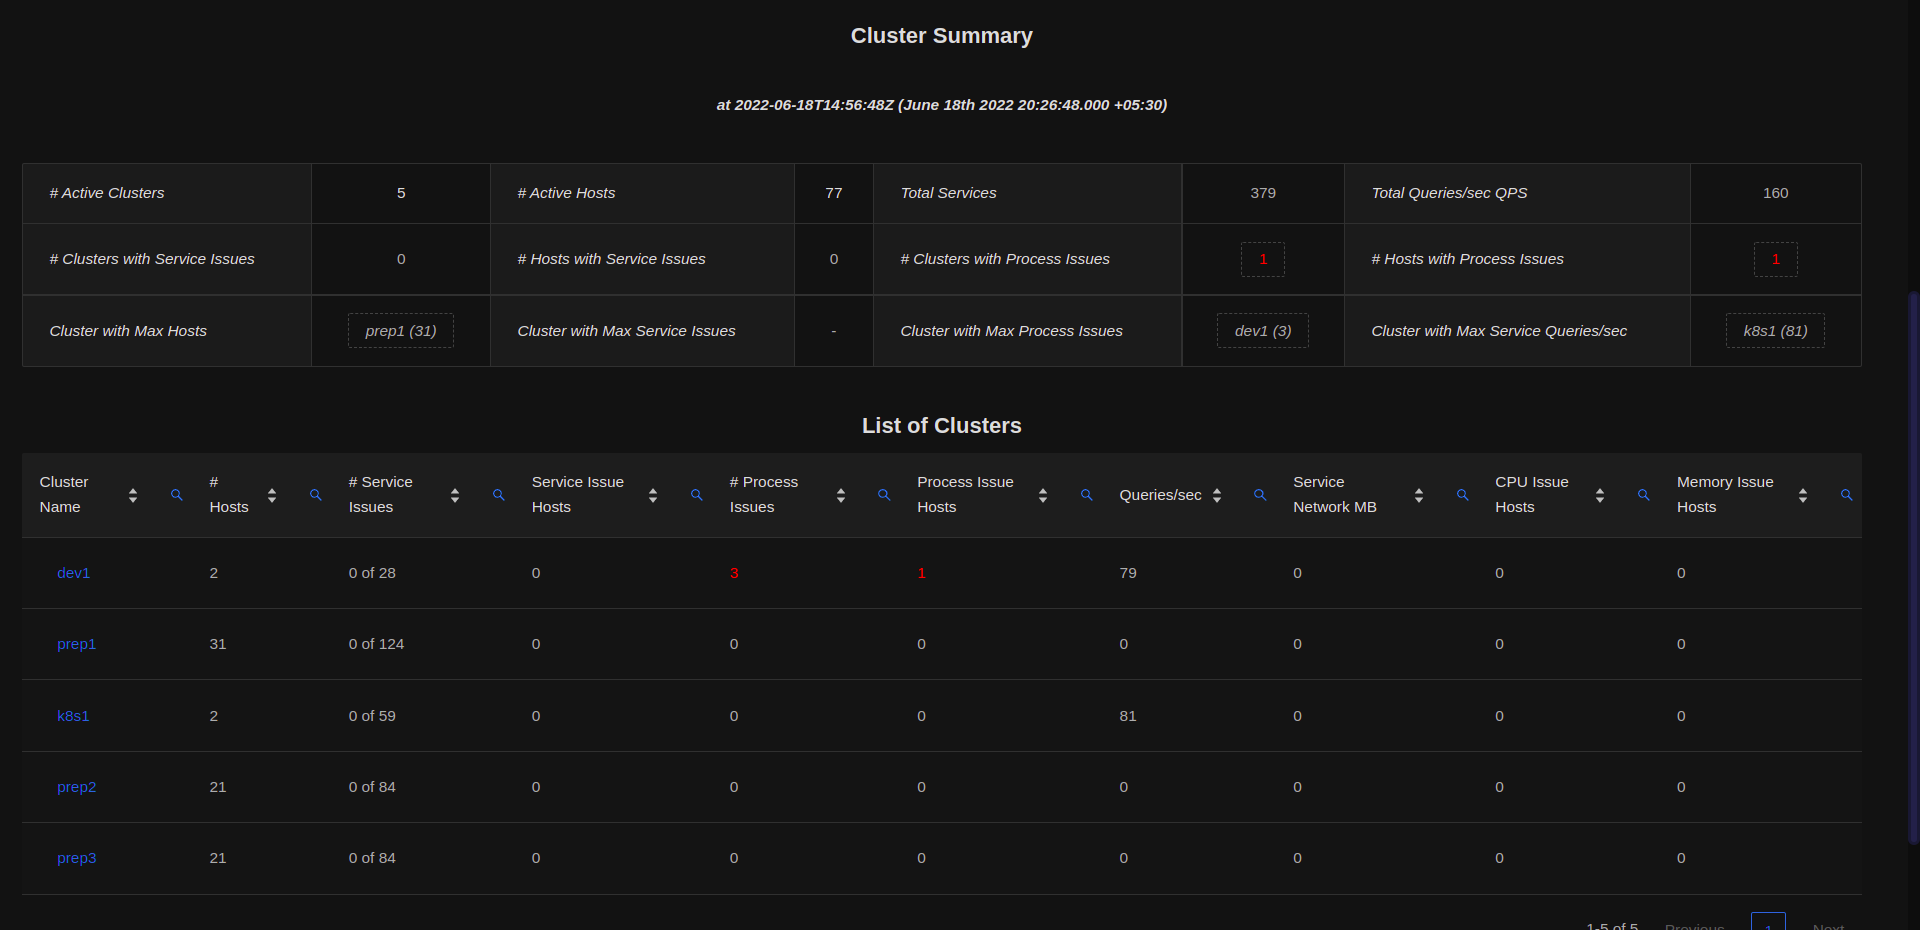 Cluster Summary
at 2022-06-18T14:56:48Z (June 18th 2022 20:26:48.000 +05:30)
# Active Clusters 5 # Active Hosts 77 Total Services 379 Total Queries/sec QPS 160
# Clusters with Service Issues 0 # Hosts with Service Issues 0 # Clusters with Process Issues 1 # Hosts with Process Issues 1
Cluster with Max Hosts prep1 (31) Cluster with Max Service Issues - Cluster with Max Process Issues dev1 (3) Cluster with Max Service Queries/sec k8s1 (81)
List of Clusters
Cluster Name # Hosts # Service Issues Service Issue Hosts # Process Issues Process Issue Hosts Queries/sec Service Network MB CPU Issue Hosts Memory Issue Hosts
dev1 2 0 of 28 0 3 1 79 0 0 0
prep1 31 0 of 124 0 0 0 0 0 0 0
k8s1 2 0 of 59 0 0 0 81 0 0 0
prep2 21 0 of 84 0 0 0 0 0 0 0
prep3 21 0 of 84 0 0 0 0 0 0 0
1-5 of 5 Previous 1 Next